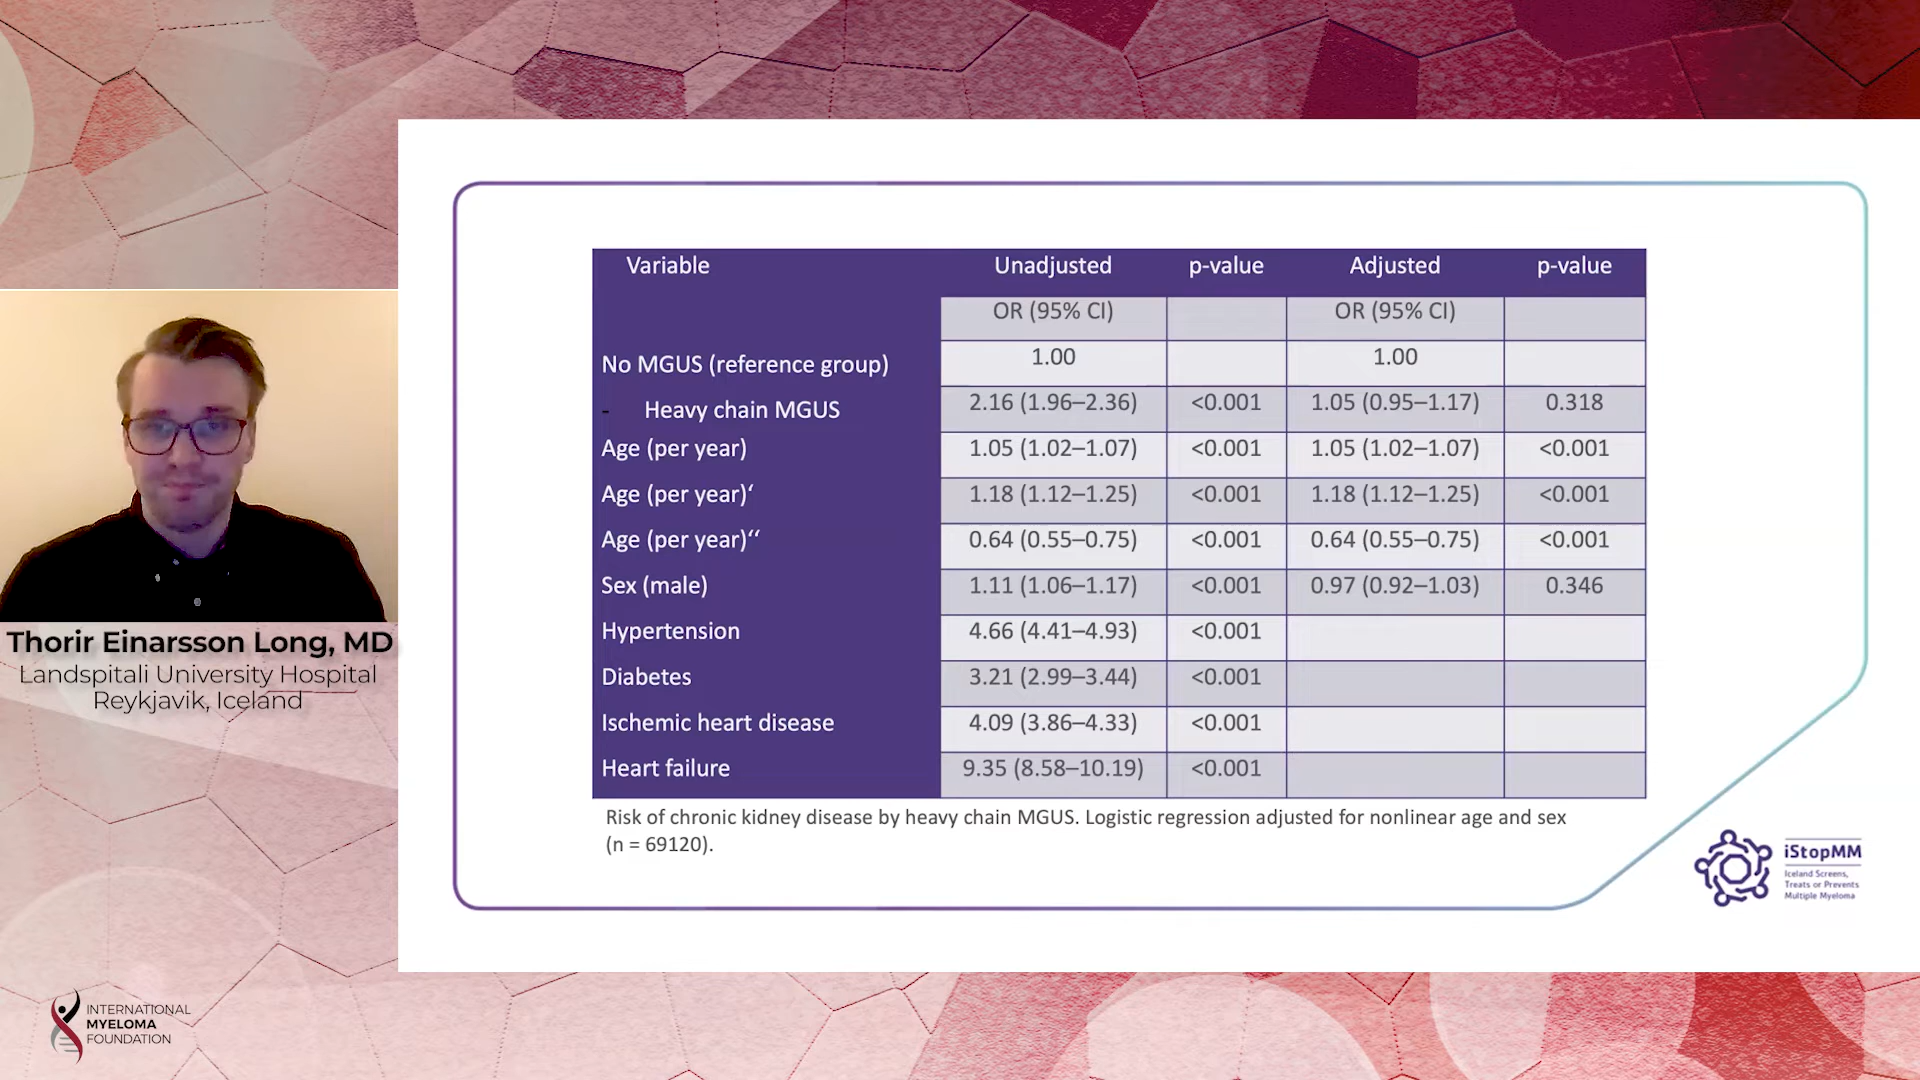 Variable Unadjusted p-value Adjusted p-value
OR (95% CI) OR (95% CI)
No MGUS (reference group) 1.00 1.00
- Heavy chain MGUS 2.16 (1.96–2.36) <0.001 1.05 (0.95–1.17) 0.318
Age (per year) 1.05 (1.02–1.07) <0.001 1.05 (1.02–1.07) <0.001
Age (per year)‘ 1.18 (1.12–1.25) <0.001 1.18 (1.12–1.25) <0.001
Age (per year)‘‘ 0.64 (0.55–0.75) <0.001 0.64 (0.55–0.75) <0.001
Sex (male) 1.11 (1.06–1.17) <0.001 0.97 (0.92–1.03) 0.346
Hypertension 4.66 (4.41–4.93) <0.001
Diabetes 3.21 (2.99–3.44) <0.001
Ischemic heart disease 4.09 (3.86–4.33) <0.001
Heart failure 9.35 (8.58–10.19) <0.001
Risk of chronic kidney disease by heavy chain MGUS. Logistic regression adjusted for nonlinear age and sex
(n = 69120).
iStopMM
Iceland Screens,
Treats or Prevents
Multiple Myeloma
Thorir Einarsson Long, MD
Landspitali University Hospital
Reykjavik, Iceland
INTERNATIONAL
MYELOMA
FOUNDATION